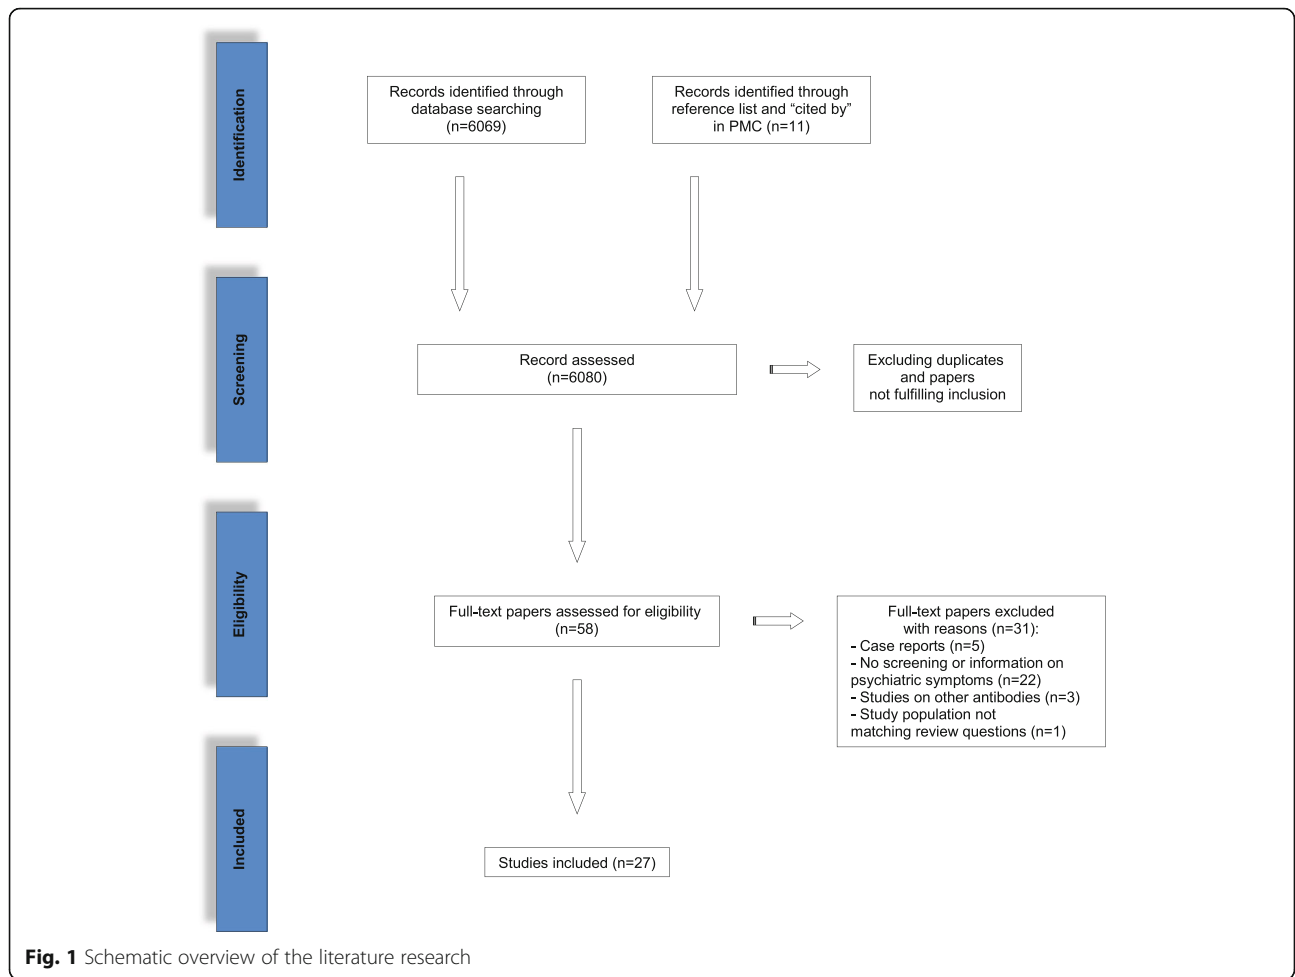 Identification
Records identified through
database searching
(n=6069)
Records identified through
reference list and “cited by”
in PMC (n=11)
Screening
Record assessed
(n=6080)
Excluding duplicates
and papers
not fulfilling inclusion
Eligibility
Full-text papers assessed for eligibility
(n=58)
Full-text papers excluded
with reasons (n=31):
- Case reports (n=5)
- No screening or information on
psychiatric symptoms (n=22)
- Studies on other antibodies (n=3)
- Study population not
matching review questions (n=1)
Included
Studies included (n=27)
Fig. 1 Schematic overview of the literature research